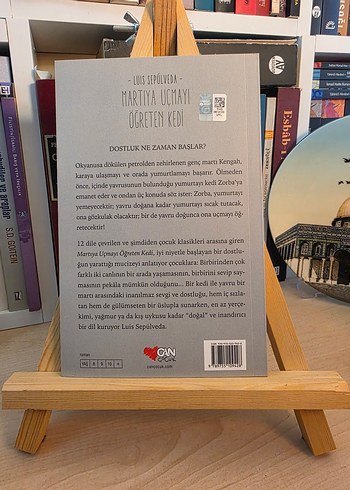 - LUIS SEPÚLVEDA -
MARTIYA UÇMAYI
ÖĞRETEN KEDİ
DOSTLUK NE ZAMAN BAŞLAR?
Okyanusa dökülen petrolden zehirlenen genç martı Kengah,
karaya ulaşmayı ve orada yumurtlamayı başarır. Ölmeden
önce, içinde yavrusunun bulunduğu yumurtayı kedi Zorba'ya
emanet eder ve ondan üç konuda söz ister: Zorba, yumurtayı
yemeyecektir; yavru doğana kadar yumurtayı sıcak tutacak,
ona gözkulak olacaktır; bir de yavru doğunca ona uçmayı öğ-
retecektir!
12 dile çevrilen ve şimdiden çocuk klasikleri arasına giren
Martıya Uçmayı Öğreten Kedi, iyi niyetle başlayan bir dostlu-
ğun yarattığı mucizeyi anlatıyor çocuklara: Birbirinden çok
farklı iki canlının bir arada yaşamasının, birbirini sevip say-
masının pekâla mümkün olduğunu... Bir kedi ile yavru bir
martı arasındaki inanılmaz sevgi ve dostluğu, hem iç sızla-
tan hem de gülümseten bir üslupla sunarken, en az yerçe-
kimi, yağmur ya da kış uykusu kadar "doğal" ve inandırıcı
bir dil kuruyor Luis Sepúlveda.
CAN
ÇOCUK
cancocuk.com
S.D. GOITEIN